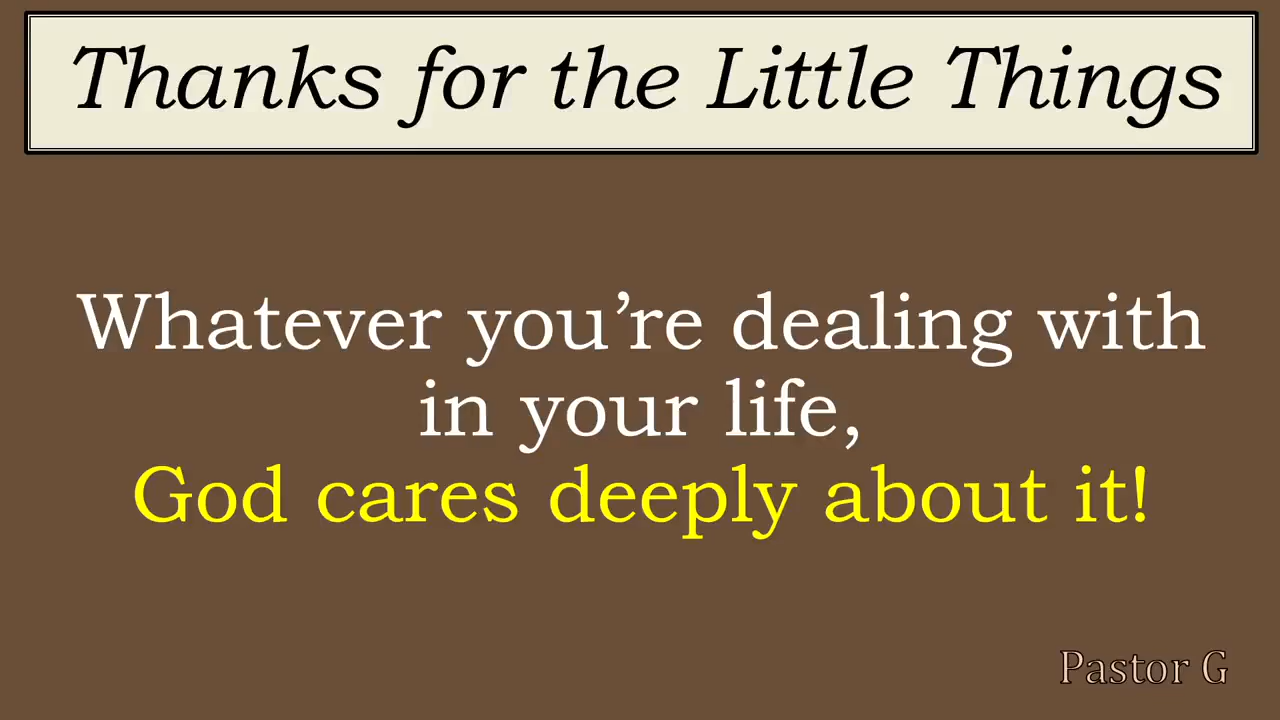 Thanks for the Little Things
Whatever you’re dealing with
in your life,
God cares deeply about it!
Pastor G